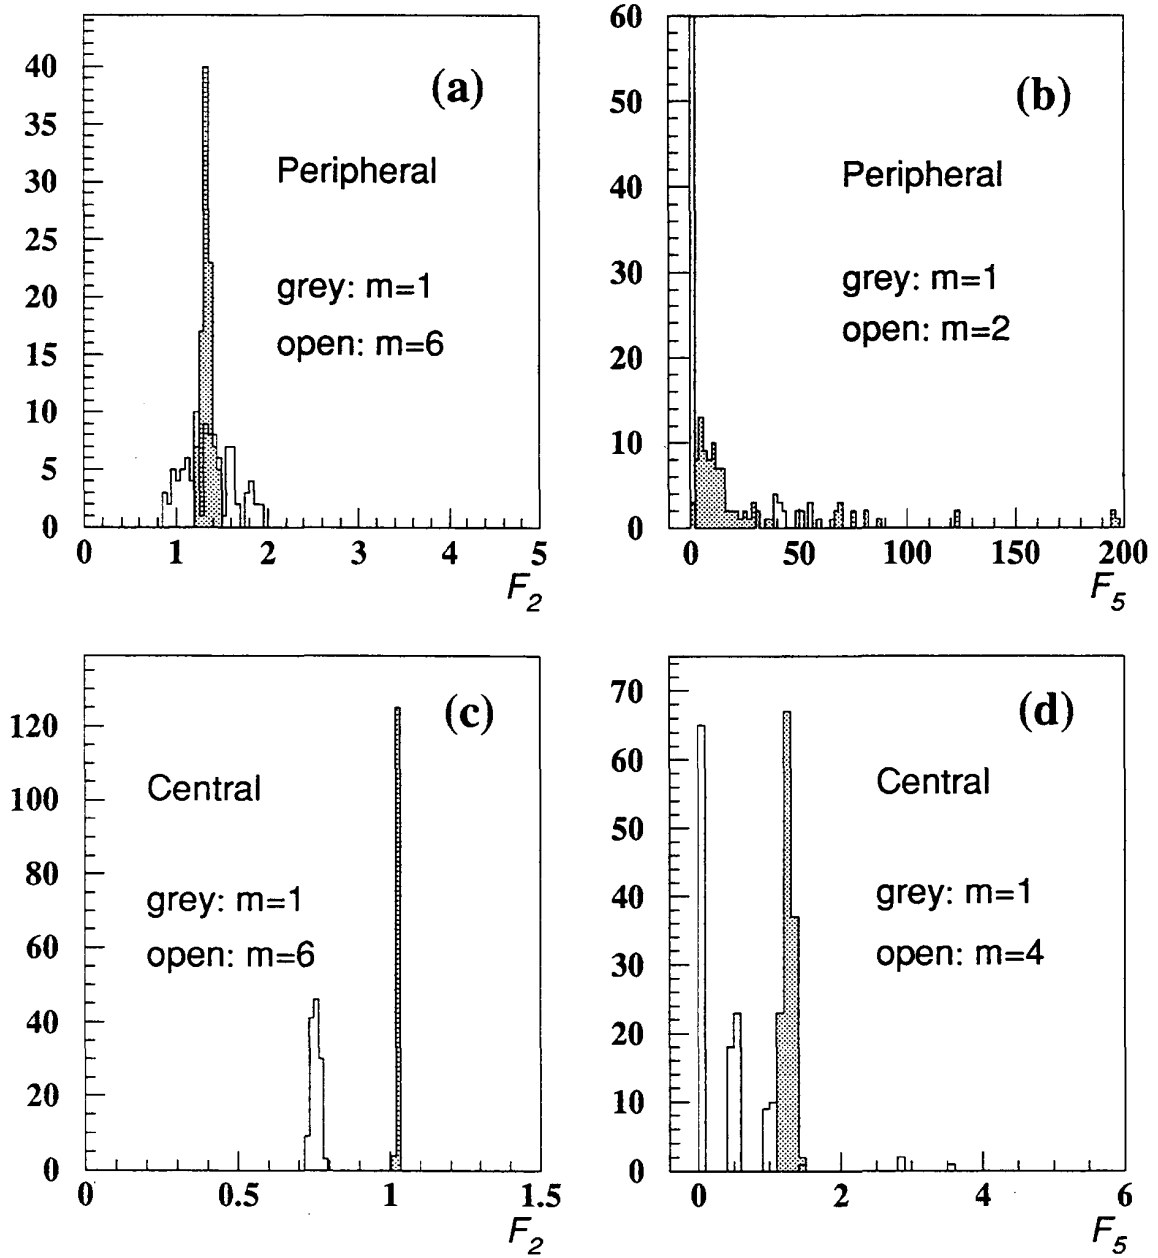 (a)
Peripheral
grey: m=1
open: m=6
40
35
30
25
20
15
10
5
0
0 1 2 3 4 5
F2
(b)
Peripheral
grey: m=1
open: m=2
60
50
40
30
20
10
0
0 50 100 150 200
F5
(c)
Central
grey: m=1
open: m=6
120
100
80
60
40
20
0
0 0.5 1 1.5
F2
(d)
Central
grey: m=1
open: m=4
70
60
50
40
30
20
10
0
0 2 4 6
F5